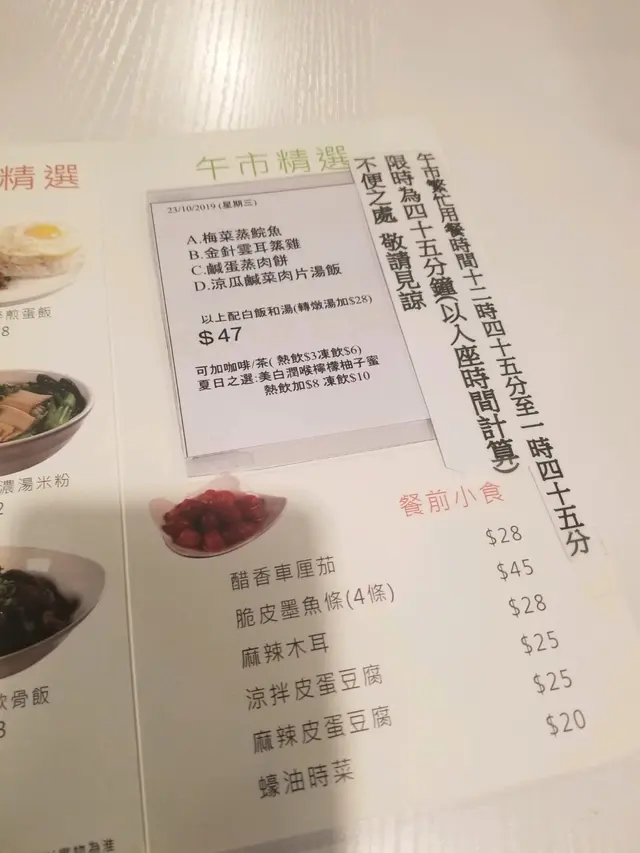 精選
煎蛋飯
8
濃湯米粉
2
軟骨飯
3
午市精選
23/10/2019 (星期三)
A.梅菜蒸鯇魚
B.金針雲耳蒸雞
C.鹹蛋蒸肉餅
D.涼瓜鹹菜肉片湯飯
以上配白飯和湯(轉燉湯加$28)
$47
可加咖啡/茶( 熱飲$3凍飲$6)
夏日之選:美白潤喉檸檬柚子蜜
熱飲加$8 凍飲$10
午市繁忙用餐時間十二時四十五分至一時四十五分
限時為四十五分鐘(以入座時間計算)
不便之處 敬請見諒
餐前小食
醋香車厘茄 $28
脆皮墨魚條(4條) $45
麻辣木耳 $28
涼拌皮蛋豆腐 $25
麻辣皮蛋豆腐 $25
蠔油時菜 $20